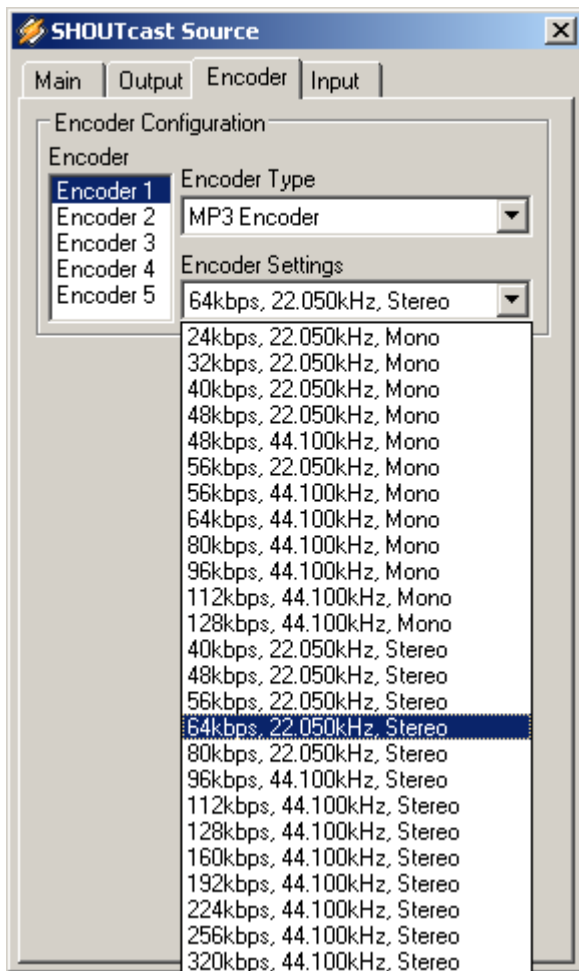 SHOUTcast Source
Main Output Encoder Input
Encoder Configuration
Encoder
Encoder 1
Encoder 2
Encoder 3
Encoder 4
Encoder 5
Encoder Type
MP3 Encoder
Encoder Settings
64kbps, 22.050kHz, Stereo
24kbps, 22.050kHz, Mono
32kbps, 22.050kHz, Mono
40kbps, 22.050kHz, Mono
48kbps, 22.050kHz, Mono
48kbps, 44.100kHz, Mono
56kbps, 22.050kHz, Mono
56kbps, 44.100kHz, Mono
64kbps, 44.100kHz, Mono
80kbps, 44.100kHz, Mono
96kbps, 44.100kHz, Mono
112kbps, 44.100kHz, Mono
128kbps, 44.100kHz, Mono
40kbps, 22.050kHz, Stereo
48kbps, 22.050kHz, Stereo
56kbps, 22.050kHz, Stereo
64kbps, 22.050kHz, Stereo
80kbps, 22.050kHz, Stereo
96kbps, 44.100kHz, Stereo
112kbps, 44.100kHz, Stereo
128kbps, 44.100kHz, Stereo
160kbps, 44.100kHz, Stereo
192kbps, 44.100kHz, Stereo
224kbps, 44.100kHz, Stereo
256kbps, 44.100kHz, Stereo
320kbps, 44.100kHz, Stereo